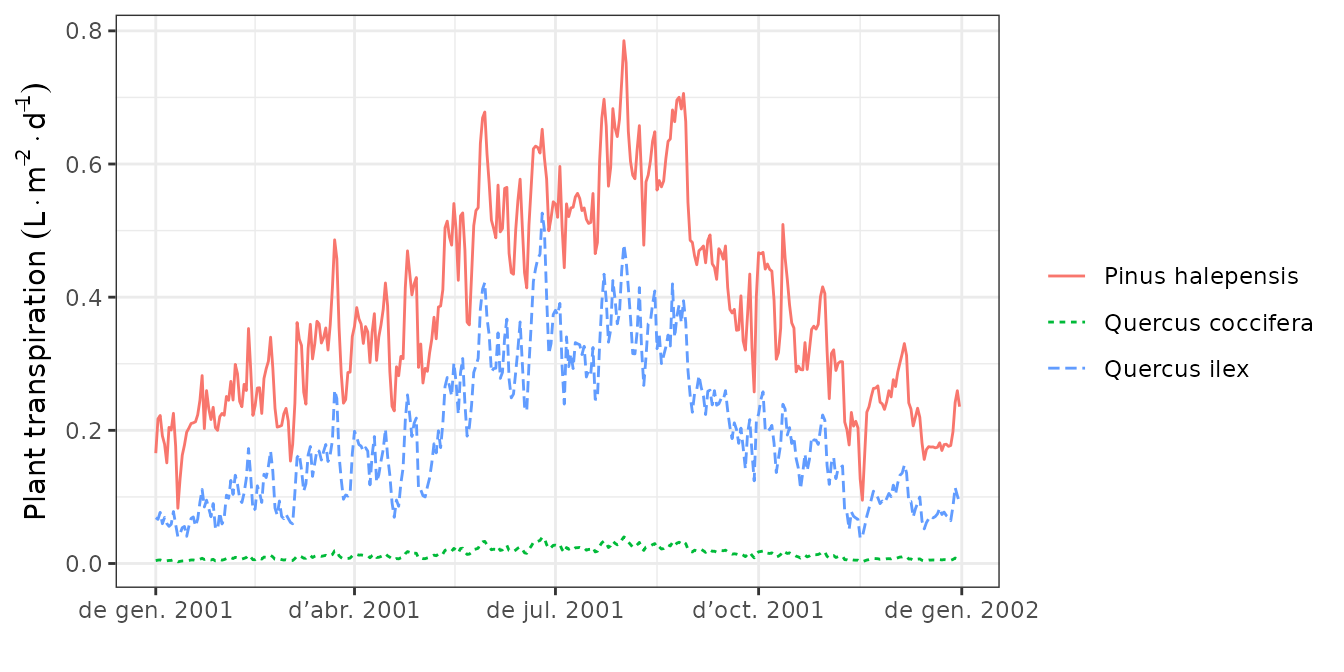 Plant transpiration (L · m⁻² · d⁻¹)
0.8
0.6
0.4
0.2
0.0
de gen. 2001 d’abr. 2001 de jul. 2001 d’oct. 2001 de gen. 2002
Pinus halepensis
Quercus coccifera
Quercus ilex